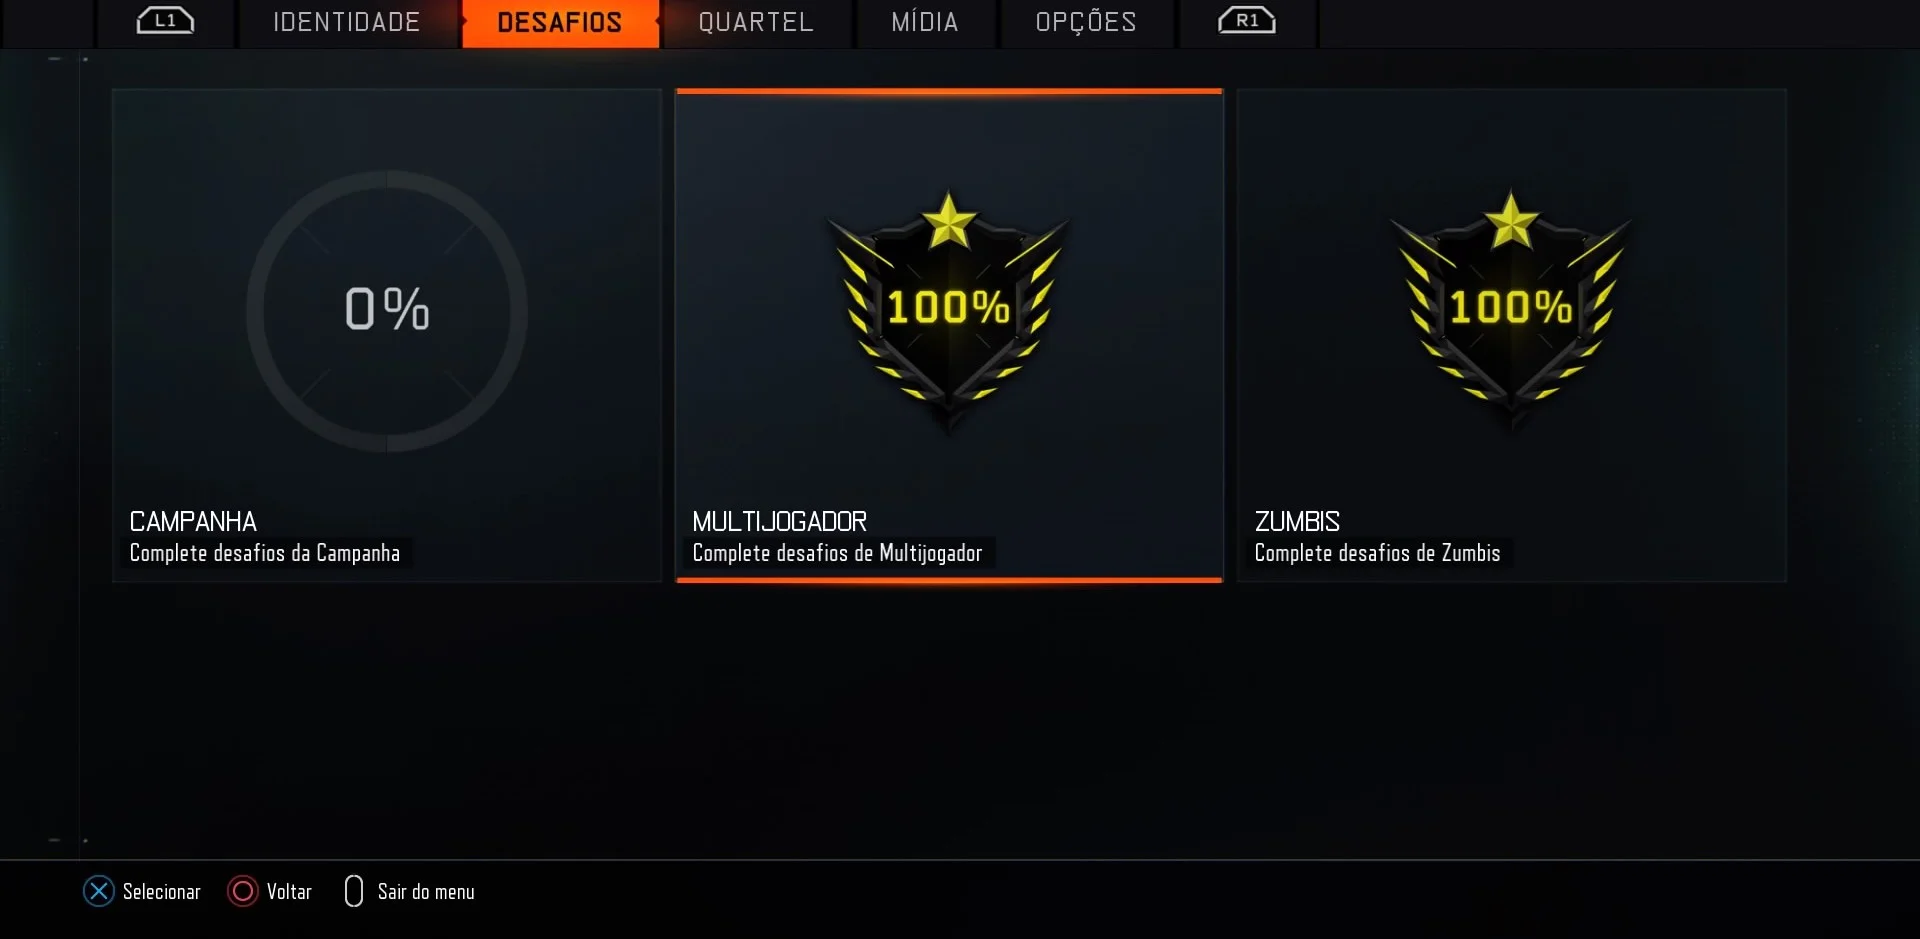 L1 IDENTIDADE DESAFIOS QUARTEL MÍDIA OPÇÕES R1
0%
CAMPANHA
Complete desafios da Campanha
100%
MULTIJOGADOR
Complete desafios de Multijogador
100%
ZUMBIS
Complete desafios de Zumbis
Selecionar Voltar Sair do menu